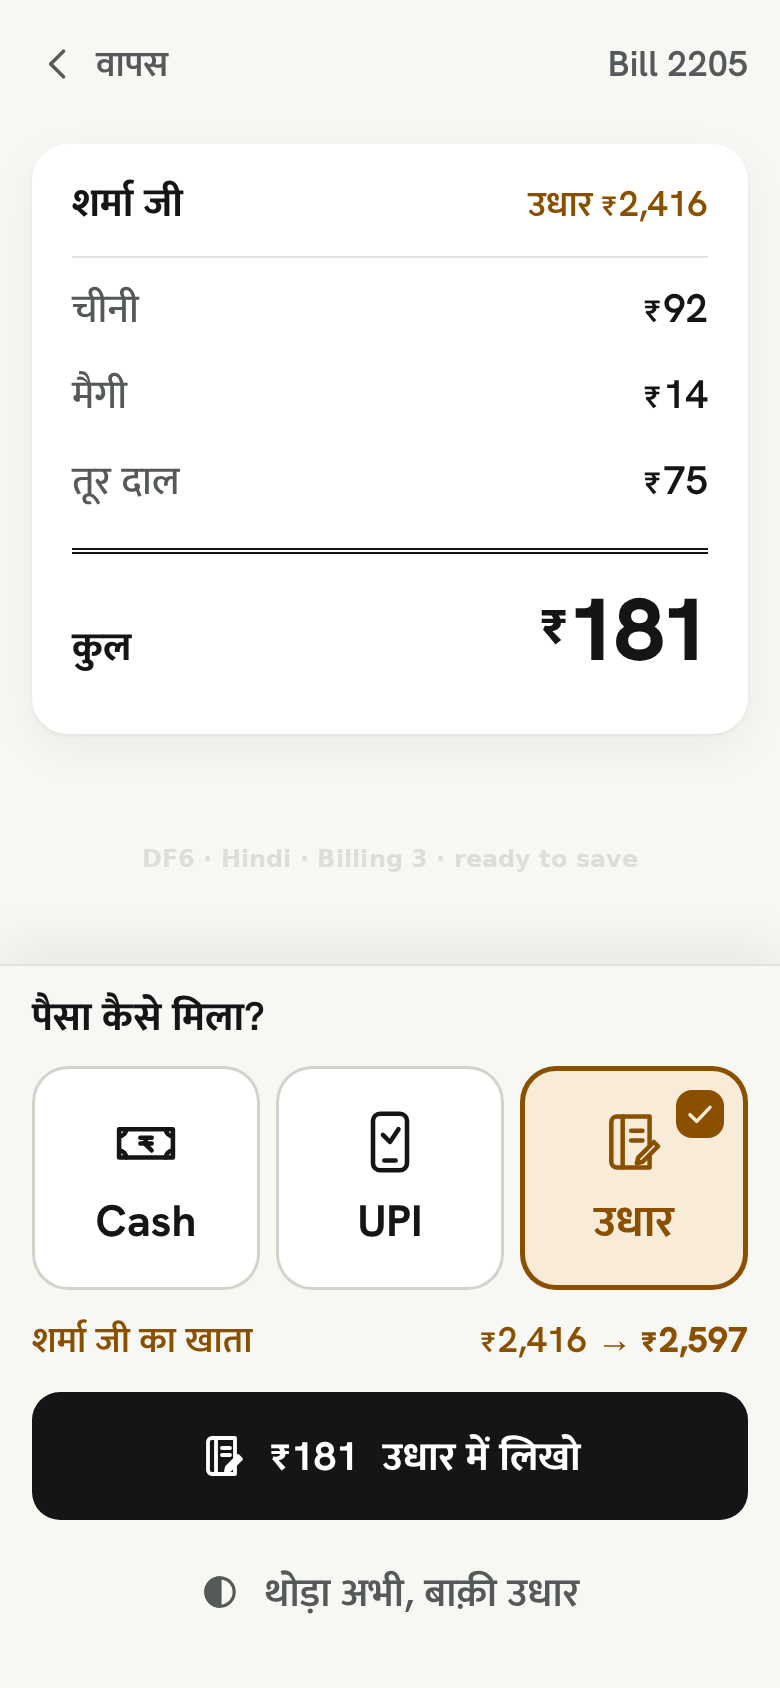 वापस Bill 2205
शर्मा जी उधार ₹2,416
चीनी ₹92
मैगी ₹14
तूर दाल ₹75
कुल ₹181
DF6 · Hindi · Billing 3 · ready to save
पैसा कैसे मिला?
Cash UPI उधार
शर्मा जी का खाता ₹2,416 → ₹2,597
₹181 उधार में लिखो
थोड़ा अभी, बाक़ी उधार